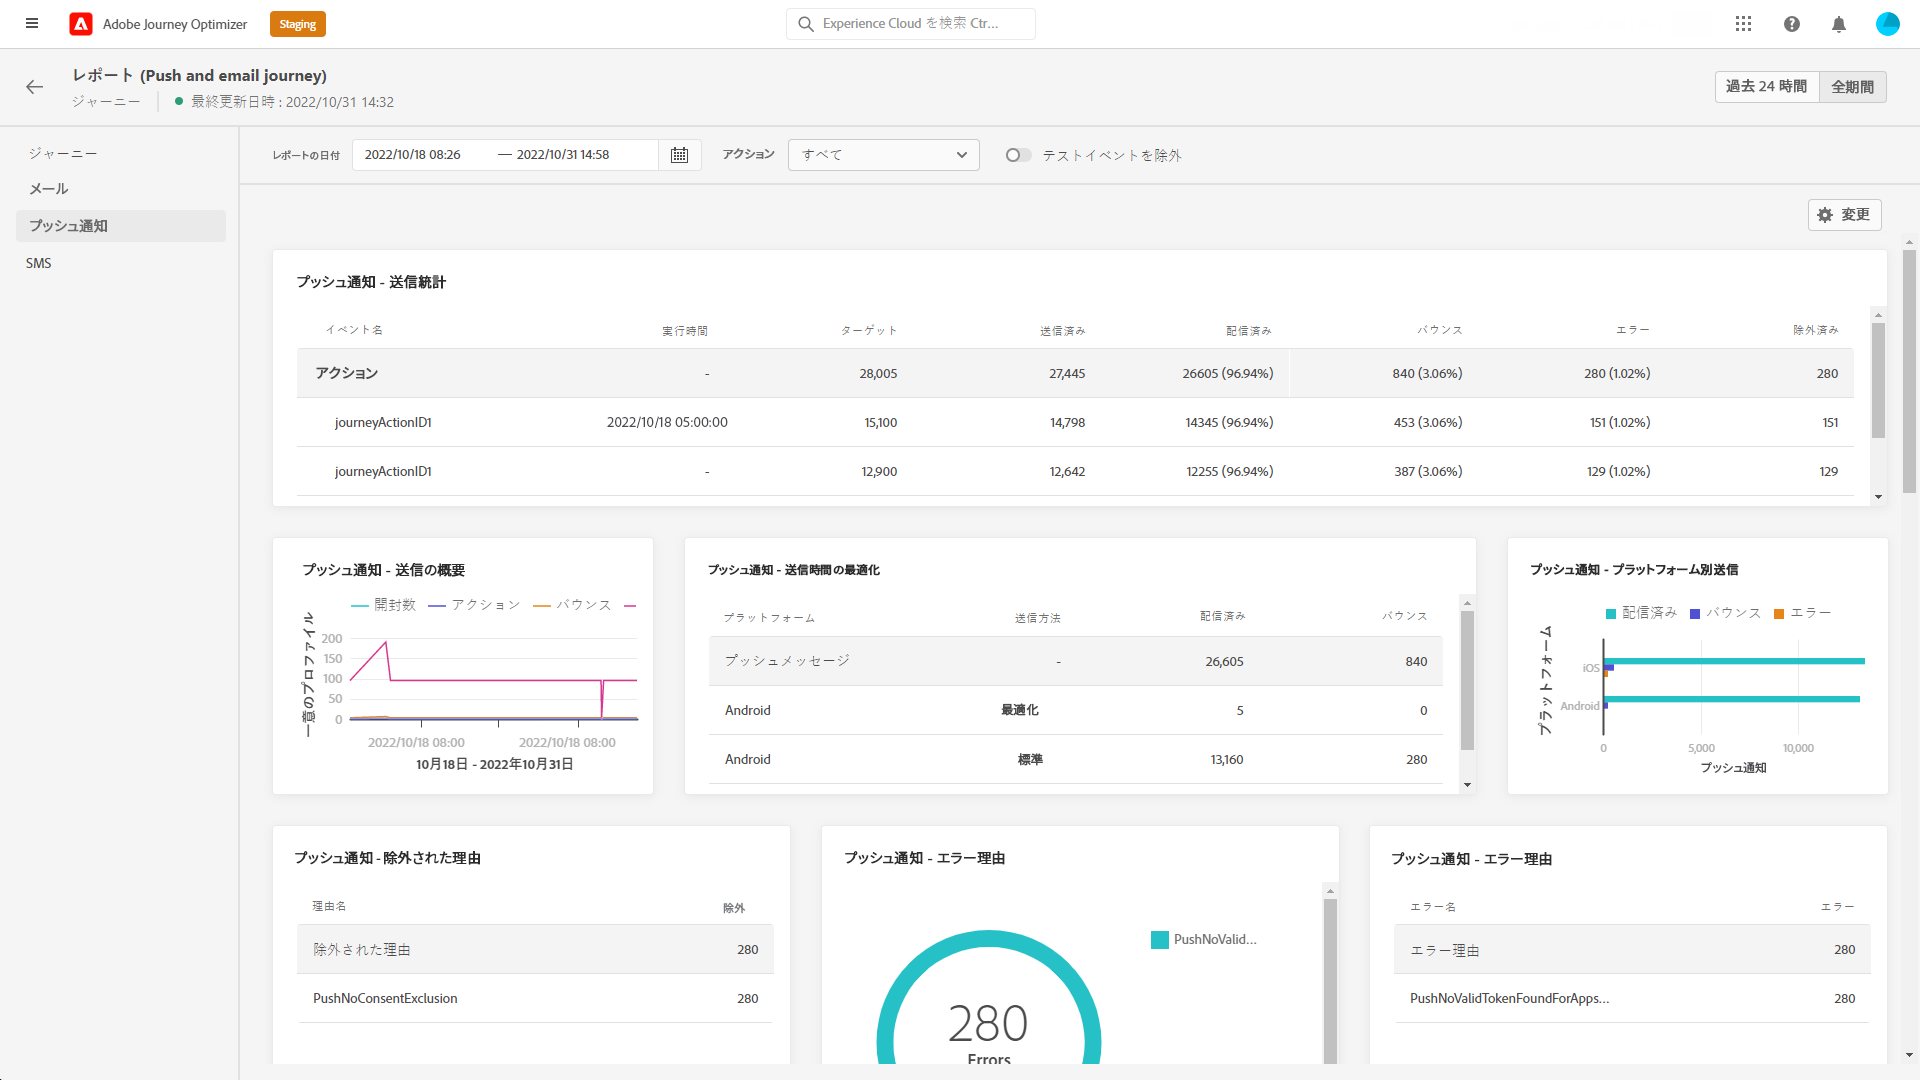 Adobe Journey Optimizer
Staging
Experience Cloud を検索 Ctr...
レポート (Push and email journey)
ジャーニー
最終更新日時 : 2022/10/31 14:32
過去 24 時間
全期間
ジャーニー
メール
プッシュ通知
SMS
レポートの日付
2022/10/18 08:26 — 2022/10/31 14:58
アクション
すべて
テストイベントを除外
変更
プッシュ通知 - 送信統計
イベント名 実行時間 ターゲット 送信済み 配信済み バウンス エラー 除外済み
アクション - 28,005 27,445 26605 (96.94%) 840 (3.06%) 280 (1.02%) 280
journeyActionID1 2022/10/18 05:00:00 15,100 14,798 14345 (96.94%) 453 (3.06%) 151 (1.02%) 151
journeyActionID1 - 12,900 12,642 12255 (96.94%) 387 (3.06%) 129 (1.02%) 129
プッシュ通知 - 送信の概要
開封数 アクション バウンス
一意のプロファイル
200
150
100
50
0
2022/10/18 08:00 2022/10/18 08:00
10月18日 - 2022年10月31日
プッシュ通知 - 送信時間の最適化
プラットフォーム 送信方法 配信済み バウンス
プッシュメッセージ - 26,605 840
Android 最適化 5 0
Android 標準 13,160 280
プッシュ通知 - プラットフォーム別送信
配信済み バウンス エラー
プラットフォーム
iOS
Android
0 5,000 10,000
プッシュ通知
プッシュ通知 - 除外された理由
理由名 除外
除外された理由 280
PushNoConsentExclusion 280
プッシュ通知 - エラー理由
PushNoValid...
280
Errors
プッシュ通知 - エラー理由
エラー名 エラー
エラー理由 280
PushNoValidTokenFoundForApps... 280